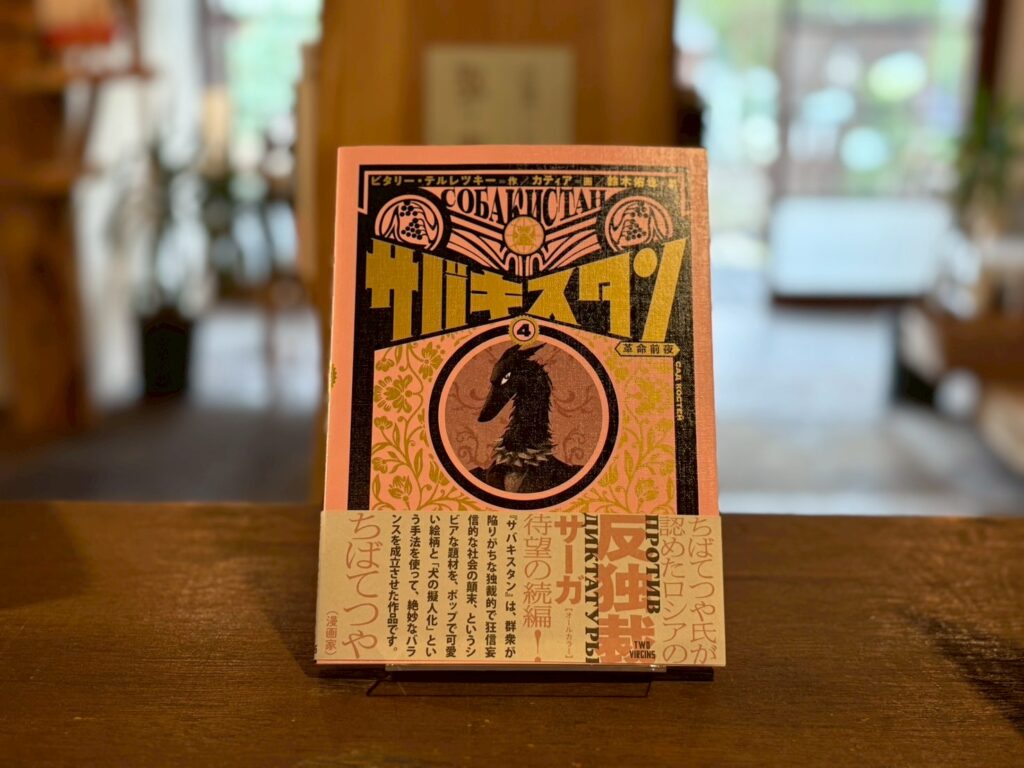 ビタリー・テルレツキー 作/カティア 画/鈴木佑也 訳
СОБАКИСТАН
サバキスタン
4
革命前夜
САД КОСТЕЙ
ちばてつや氏が
認めたロシアの
ПРОТИВ
ДИКТАТУРЫ
反独裁
サーガ
【オールカラー】
待望の続編!
TWO
VIRGINS
『サバキスタン』は、群衆が
陥りがちな独裁的で狂信妄
信的な社会の顛末、というシ
ビアな題材を、ポップで可愛
い絵柄と「犬の擬人化」とい
う手法を使って、絶妙なバラ
ンスを成立させた作品です。
ちばてつや
(漫画家)